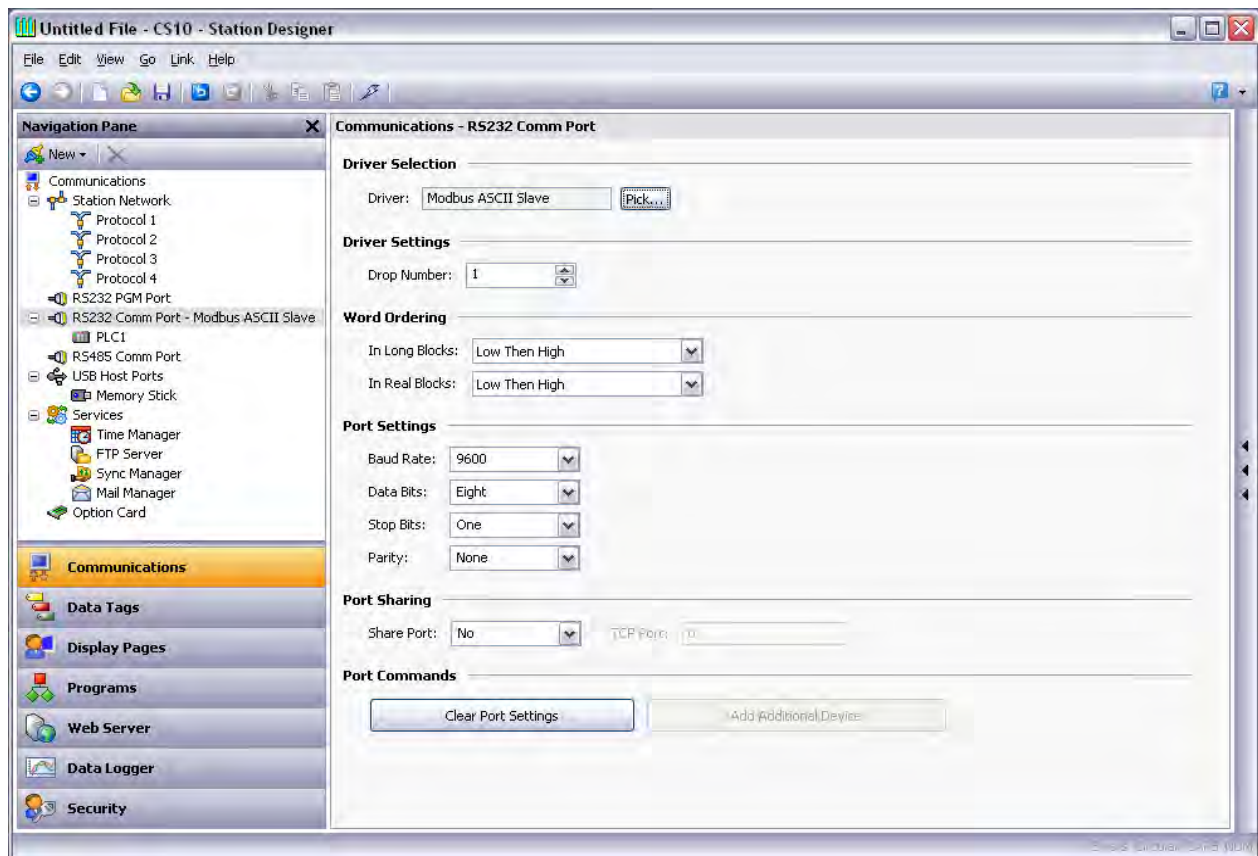 Untitled File - CS10 - Station Designer
File Edit View Go Link Help
Navigation Pane X
New
Communications
Station Network
Protocol 1
Protocol 2
Protocol 3
Protocol 4
RS232 PGM Port
RS232 Comm Port - Modbus ASCII Slave
PLC1
RS485 Comm Port
USB Host Ports
Memory Stick
Services
Time Manager
FTP Server
Sync Manager
Mail Manager
Option Card
Communications
Data Tags
Display Pages
Programs
Web Server
Data Logger
Security
Communications - RS232 Comm Port
Driver Selection
Driver: Modbus ASCII Slave Pick...
Driver Settings
Drop Number: 1
Word Ordering
In Long Blocks: Low Then High
In Real Blocks: Low Then High
Port Settings
Baud Rate: 9600
Data Bits: Eight
Stop Bits: One
Parity: None
Port Sharing
Share Port: No TCP Port: 0
Port Commands
Clear Port Settings Add Additional Device